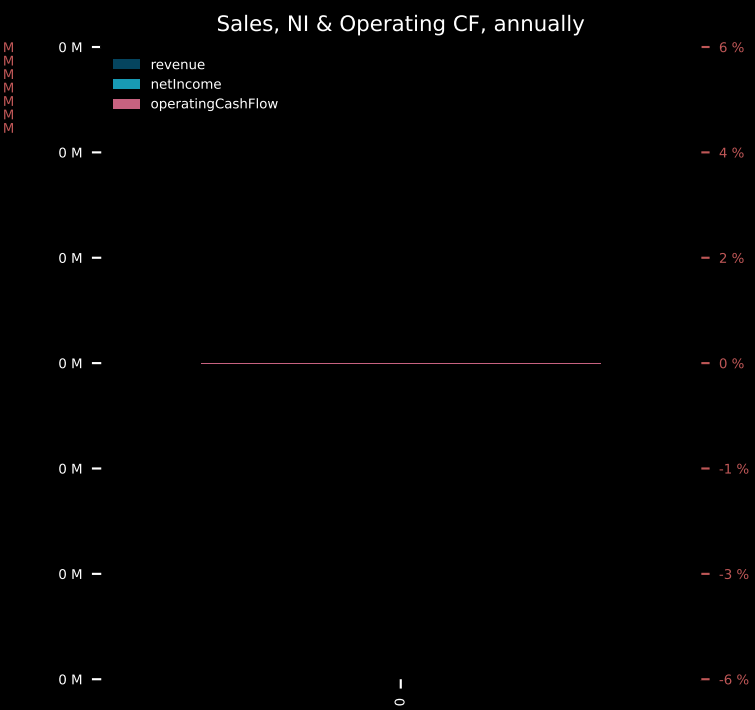 Sales, NI & Operating CF, annually
M
M
M
M
M
M
M
0 M
0 M
0 M
0 M
0 M
0 M
0 M
revenue
netIncome
operatingCashFlow
6 %
4 %
2 %
0 %
-1 %
-3 %
-6 %
0